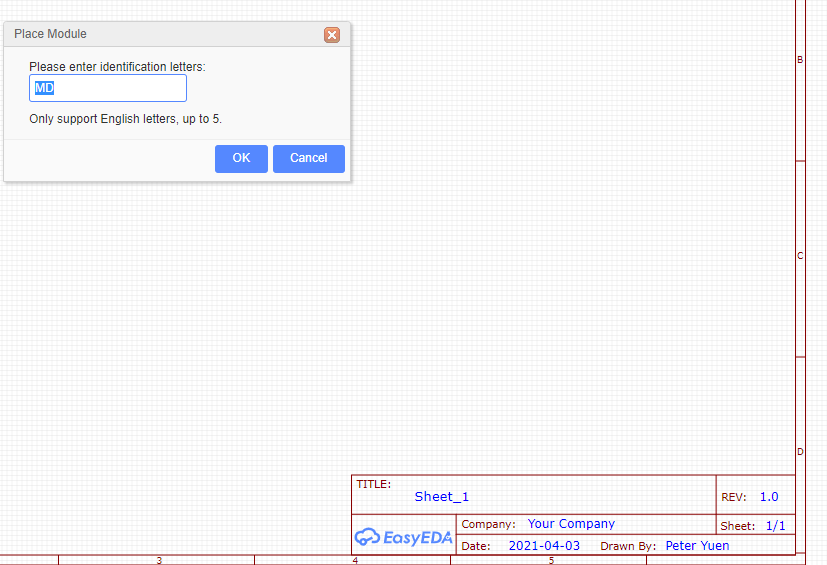 Place Module
Please enter identification letters:
MD
Only support English letters, up to 5.
OK Cancel
B
C
D
TITLE:
Sheet_1
REV: 1.0
EasyEDA
Company: Your Company
Sheet: 1/1
Date: 2021-04-03 Drawn By: Peter Yuen
3 4 5